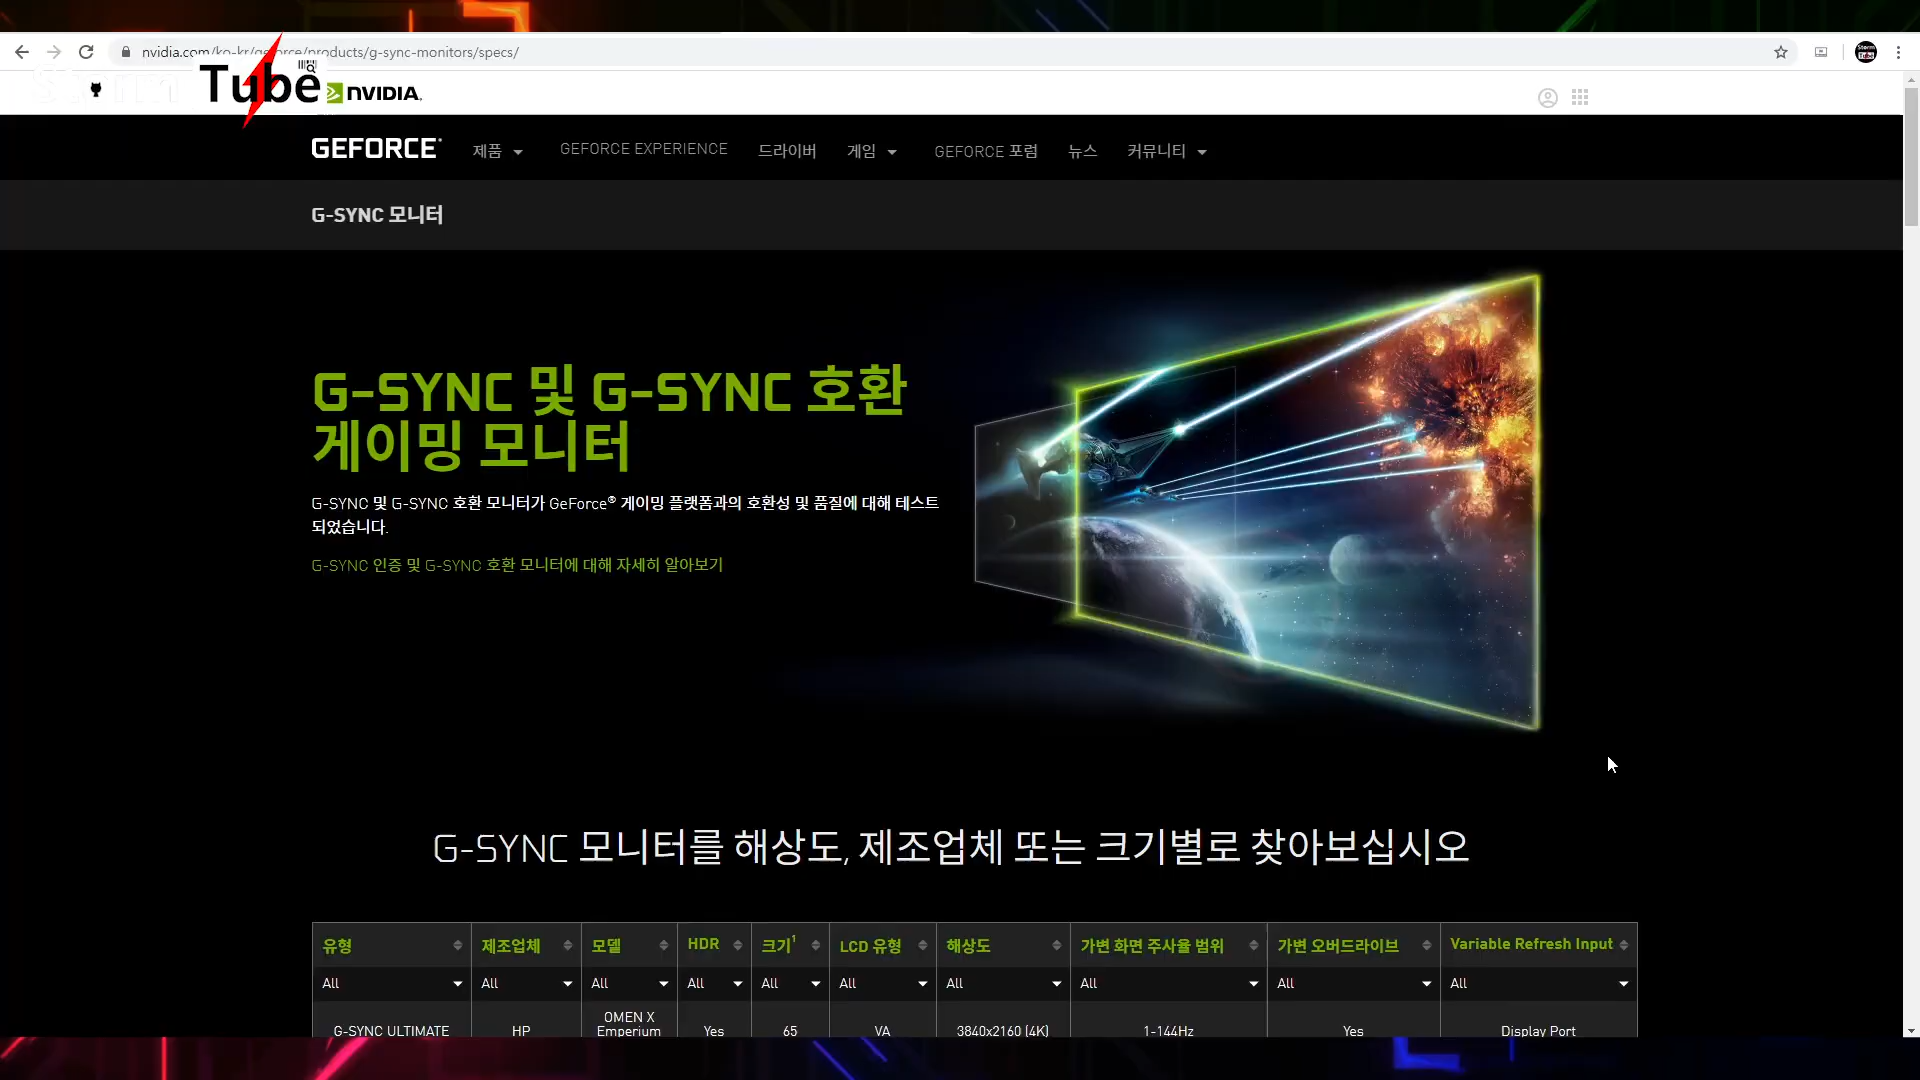 nvidia.com/ko-kr/geforce/products/g-sync-monitors/specs/
Tube
NVIDIA.
GEFORCE®
제품
GEFORCE EXPERIENCE
드라이버
게임
GEFORCE 포럼
뉴스
커뮤니티
G-SYNC 모니터
G-SYNC 및 G-SYNC 호환
게이밍 모니터
G-SYNC 및 G-SYNC 호환 모니터가 GeForce® 게이밍 플랫폼과의 호환성 및 품질에 대해 테스트
되었습니다.
G-SYNC 인증 및 G-SYNC 호환 모니터에 대해 자세히 알아보기
G-SYNC 모니터를 해상도, 제조업체 또는 크기별로 찾아보십시오
유형 제조업체 모델 HDR 크기¹ LCD 유형 해상도 가변 화면 주사율 범위 가변 오버드라이브 Variable Refresh Input
All All All All All All All All All All
G-SYNC ULTIMATE HP OMEN X Emperium Yes 65 VA 3840x2160 (4K) 1-144Hz Yes Display Port